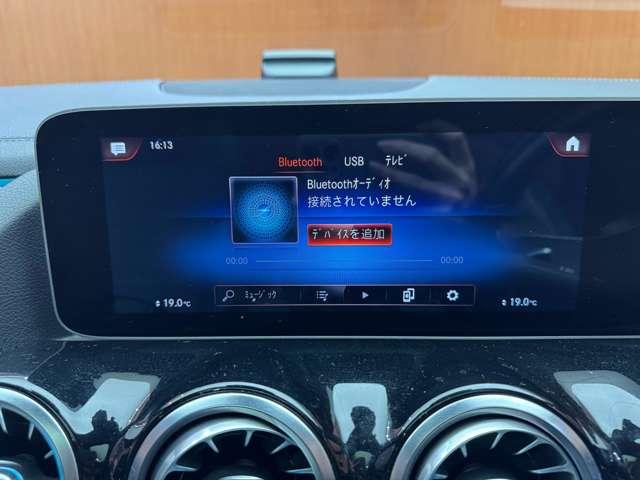 16:13
Bluetooth USB ﾃﾚﾋﾞ
Bluetoothｵｰﾃﾞｨｵ
接続されていません
ﾃﾞﾊﾞｲｽを追加
00:00 00:00
ﾐｭｰｼﾞｯｸ
19.0°C 19.0°C